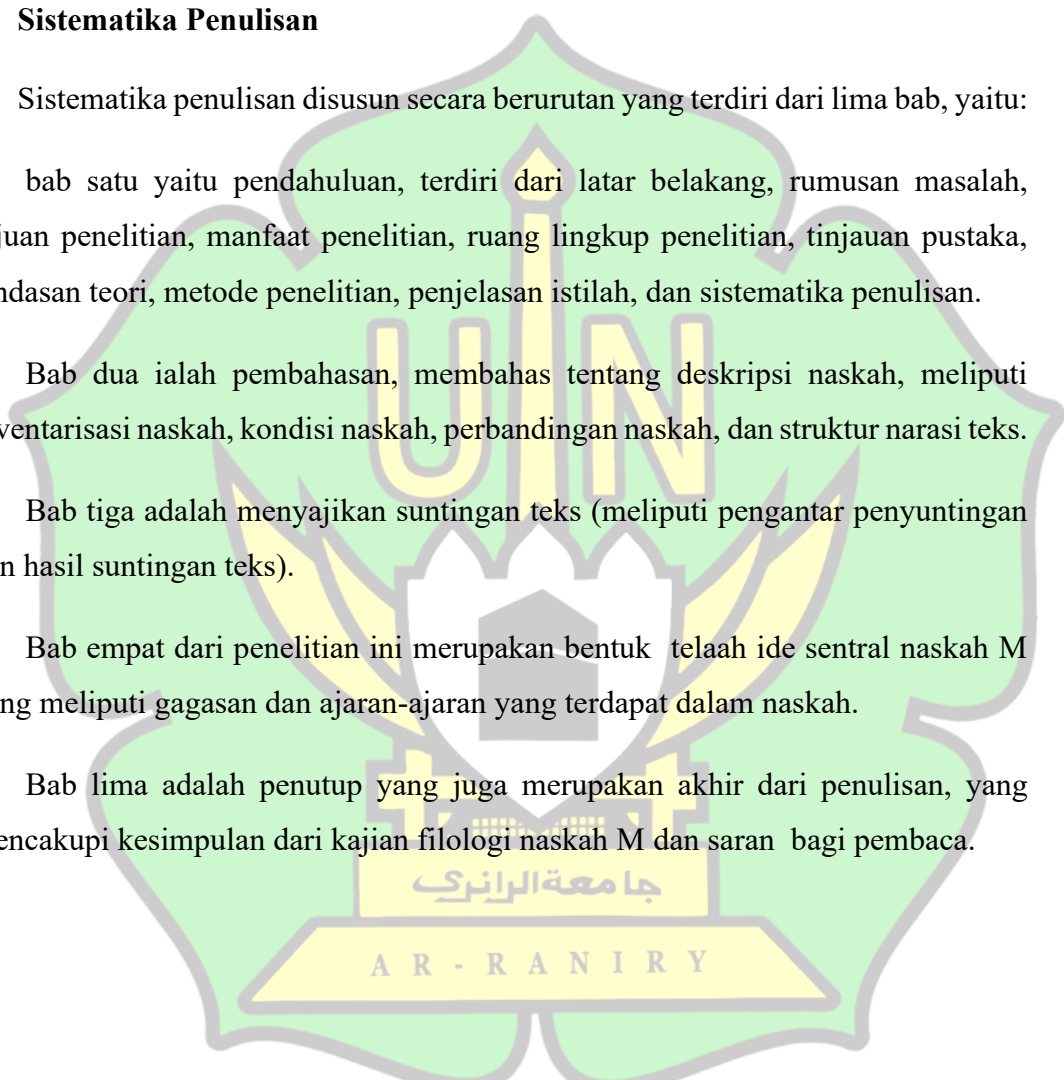 Sistematika Penulisan
Sistematika penulisan disusun secara berurutan yang terdiri dari lima bab, yaitu:
bab satu yaitu pendahuluan, terdiri dari latar belakang, rumusan masalah,
juan penelitian, manfaat penelitian, ruang lingkup penelitian, tinjauan pustaka,
ndasan teori, metode penelitian, penjelasan istilah, dan sistematika penulisan.
Bab dua ialah pembahasan, membahas tentang deskripsi naskah, meliputi
ventarisasi naskah, kondisi naskah, perbandingan naskah, dan struktur narasi teks.
Bab tiga adalah menyajikan suntingan teks (meliputi pengantar penyuntingan
n hasil suntingan teks).
Bab empat dari penelitian ini merupakan bentuk  telaah ide sentral naskah M
ng meliputi gagasan dan ajaran-ajaran yang terdapat dalam naskah.
Bab lima adalah penutup yang juga merupakan akhir dari penulisan, yang
encakupi kesimpulan dari kajian filologi naskah M dan saran  bagi pembaca.
UIN
جامعةالرانري
AR-RANIRY